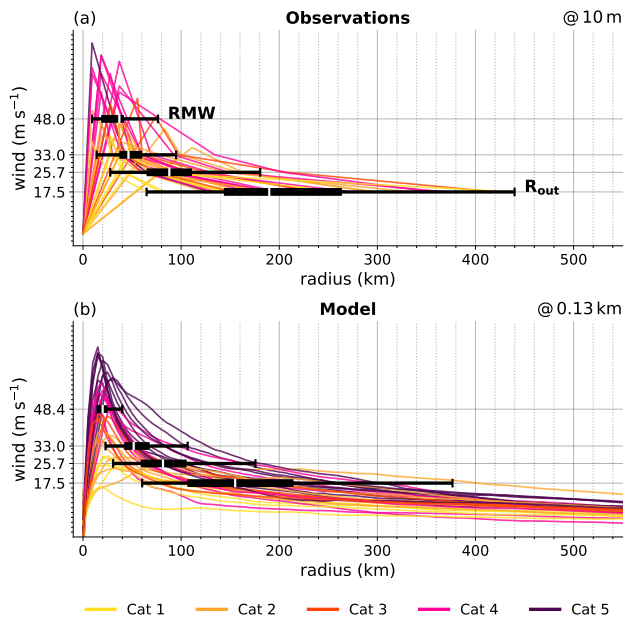 (a) Observations @ 10 m
wind (m s⁻¹)
48.0
33.0
25.7
17.5
RMW
R_out
0 100 200 300 400 500
radius (km)
(b) Model @ 0.13 km
wind (m s⁻¹)
48.4
33.0
25.7
17.5
0 100 200 300 400 500
radius (km)
Cat 1 Cat 2 Cat 3 Cat 4 Cat 5